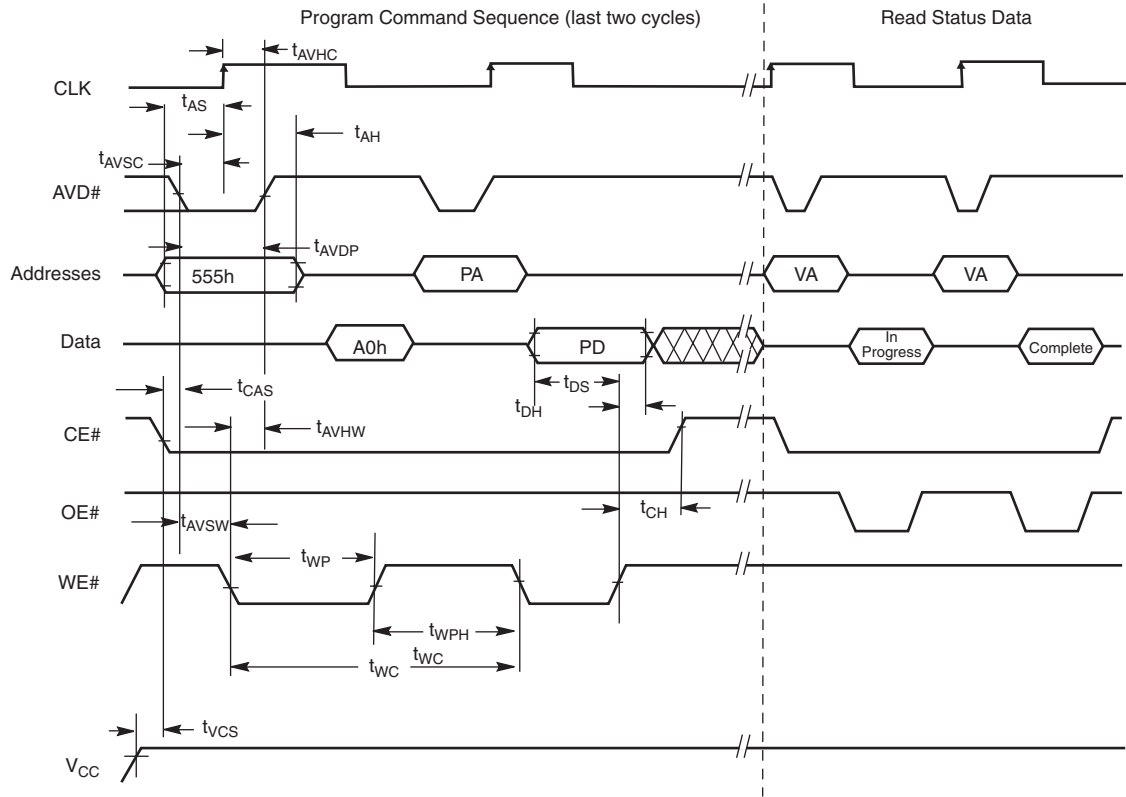 Program Command Sequence (last two cycles)
Read Status Data
tAVHC
CLK
tAS
tAH
tAVSC
AVD#
tAVDP
Addresses
555h
PA
VA
VA
Data
A0h
PD
In
Progress
Complete
tCAS
tDS
tDH
CE#
tAVHW
OE#
tCH
tAVSW
tWP
WE#
tWPH
tWC
tWC
tVCS
VCC